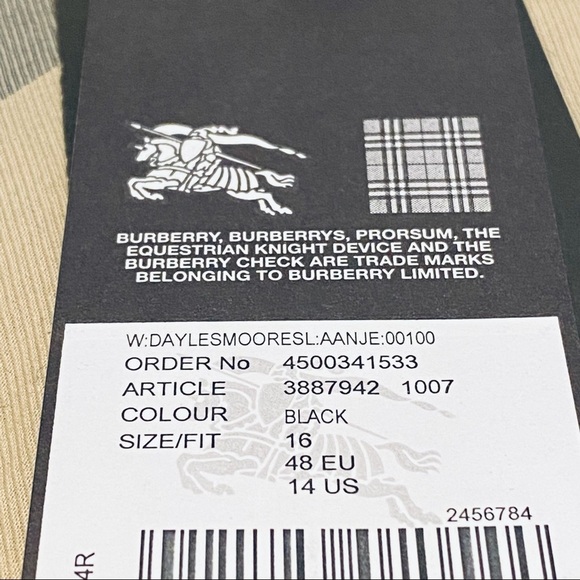 BURBERRY, BURBERRYS, PRORSUM, THE
EQUESTRIAN KNIGHT DEVICE AND THE
BURBERRY CHECK ARE TRADE MARKS
BELONGING TO BURBERRY LIMITED.
W:DAYLESMOORESL:AANJE:00100
ORDER No 4500341533
ARTICLE 3887942 1007
COLOUR BLACK
SIZE/FIT 16
48 EU
14 US
2456784